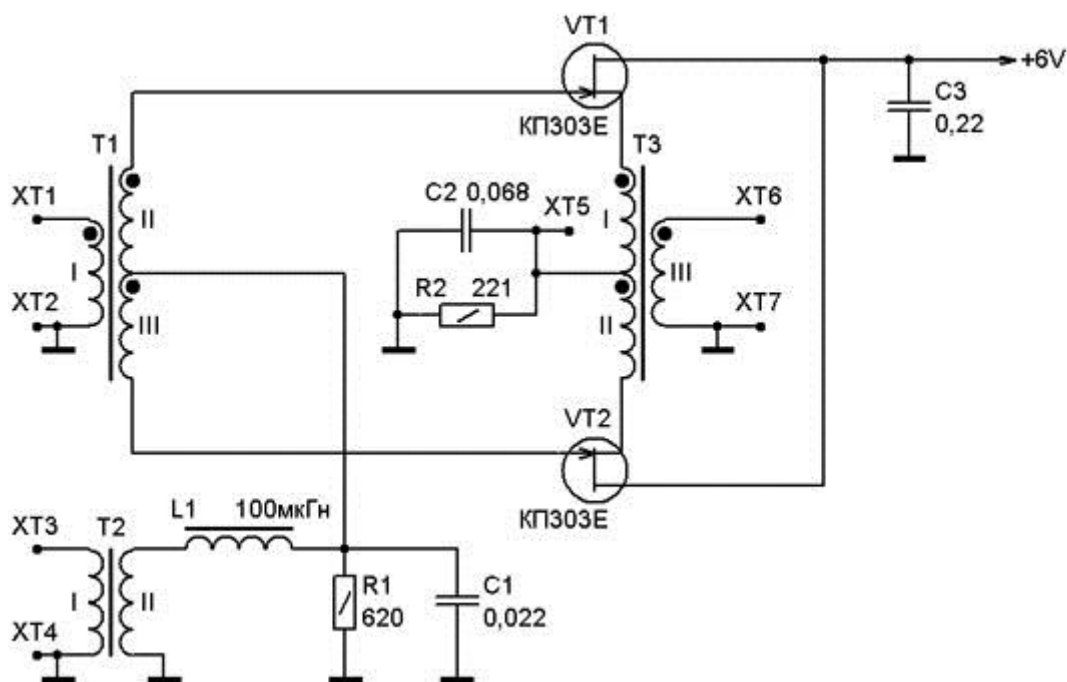 VT1
+6V
C3
0,22
КП303Е
T1
T3
XT1
II
C2 0,068
XT5
I
XT6
I
R2 221
III
XT2
III
II
XT7
VT2
L1 100мкГн
КП303Е
XT3
T2
I
II
R1
620
C1
0,022
XT4